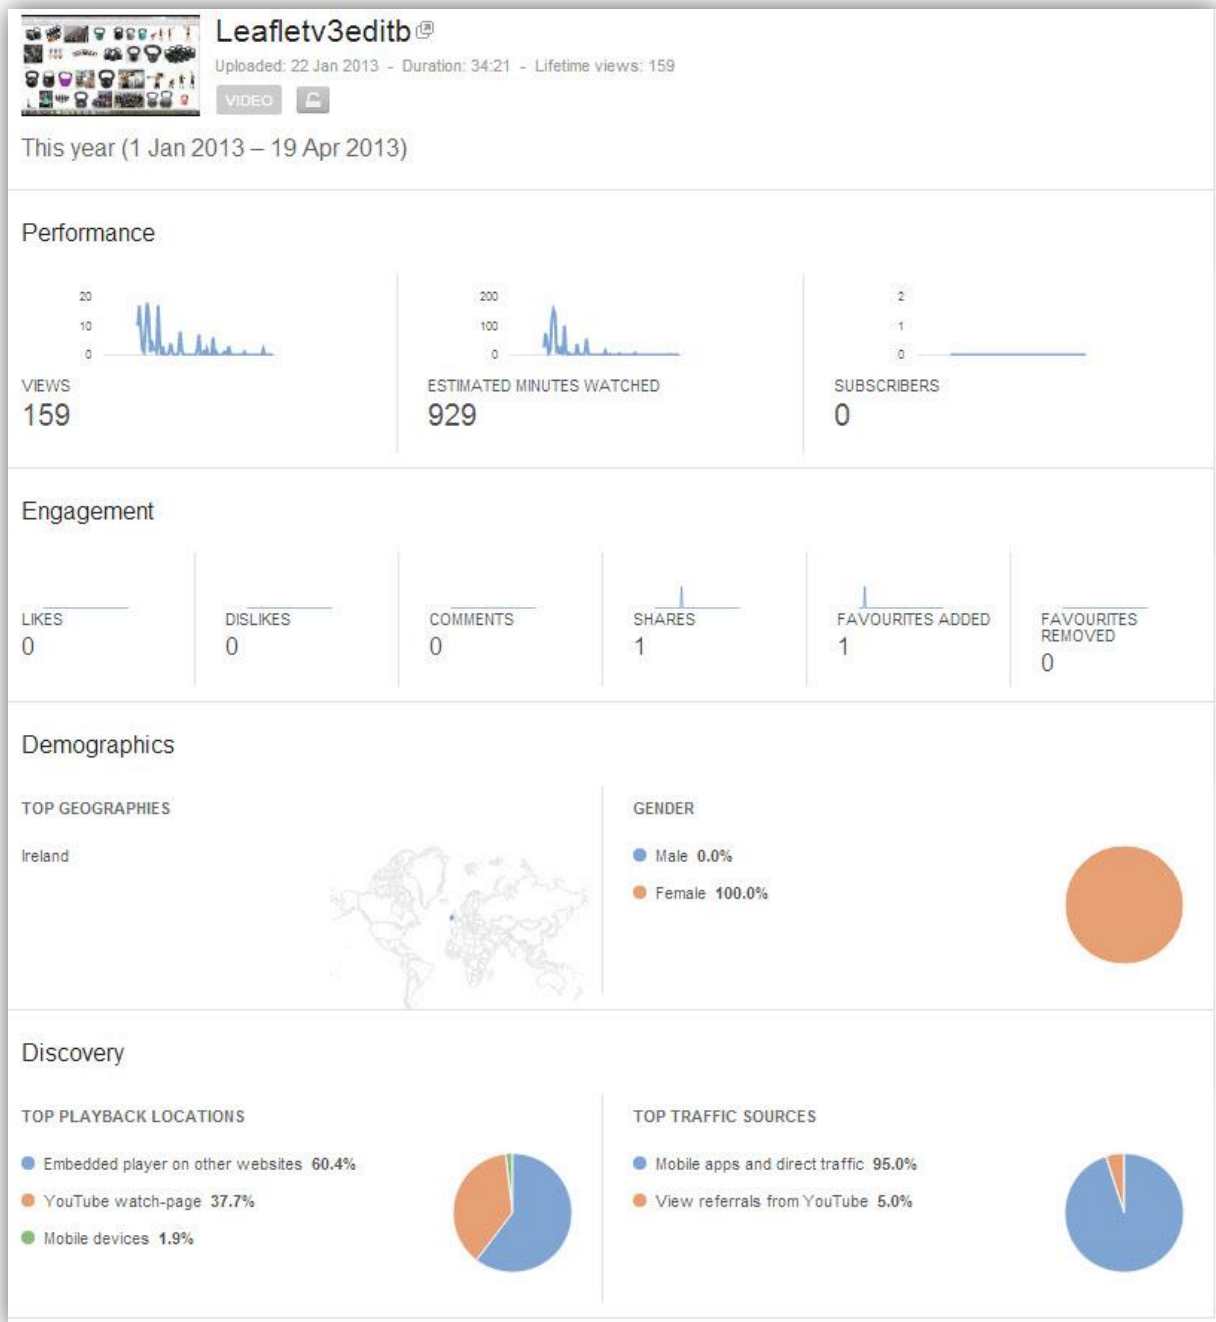 Leafletv3editb
Uploaded: 22 Jan 2013 - Duration: 34:21 - Lifetime views: 159
VIDEO
This year (1 Jan 2013 – 19 Apr 2013)
Performance
20
10
0
VIEWS
159
200
100
0
ESTIMATED MINUTES WATCHED
929
2
1
0
SUBSCRIBERS
0
Engagement
LIKES
0
DISLIKES
0
COMMENTS
0
SHARES
1
FAVOURITES ADDED
1
FAVOURITES
REMOVED
0
Demographics
TOP GEOGRAPHIES
Ireland
GENDER
Male 0.0%
Female 100.0%
Discovery
TOP PLAYBACK LOCATIONS
Embedded player on other websites 60.4%
YouTube watch-page 37.7%
Mobile devices 1.9%
TOP TRAFFIC SOURCES
Mobile apps and direct traffic 95.0%
View referrals from YouTube 5.0%